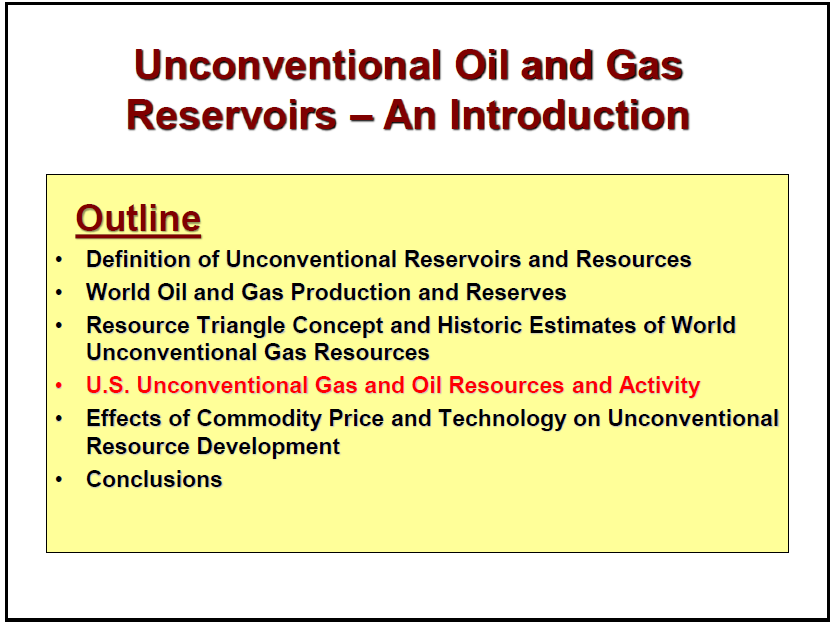 Unconventional Oil and Gas
Reservoirs – An Introduction
Outline
• Definition of Unconventional Reservoirs and Resources
• World Oil and Gas Production and Reserves
• Resource Triangle Concept and Historic Estimates of World
Unconventional Gas Resources
• U.S. Unconventional Gas and Oil Resources and Activity
• Effects of Commodity Price and Technology on Unconventional
Resource Development
• Conclusions